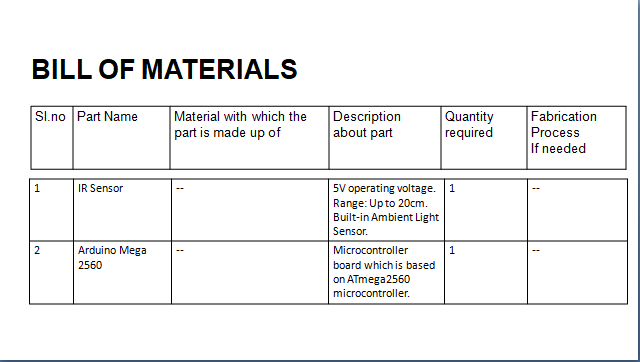 BILL OF MATERIALS
Sl.no Part Name Material with which the Description Quantity Fabrication
part is made up of about part required Process
If needed
1 IR Sensor -- 5V operating voltage. 1 --
Range: Up to 20cm.
Built-in Ambient Light
Sensor.
2 Arduino Mega -- Microcontroller 1 --
2560 board which is based
on ATmega2560
microcontroller.